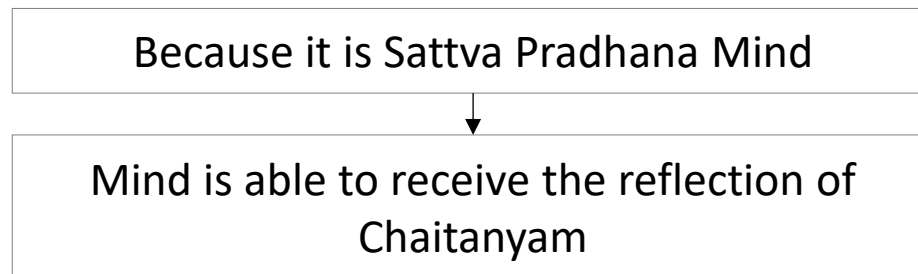 Because it is Sattva Pradhana Mind
Mind is able to receive the reflection of
Chaitanyam